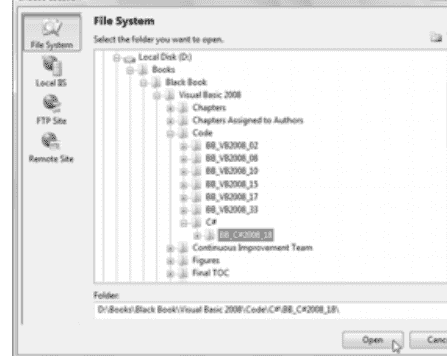 File System
Select the folder you want to open.
File System
Local IIS
FTP Site
Remote Site
Local Disk (D:)
Books
Black Book
Visual Basic 2008
Chapters
Chapters Assigned to Authors
Code
BB_VB2008_02
BB_VB2008_08
BB_VB2008_10
BB_VB2008_15
BB_VB2008_17
BB_VB2008_33
C#
BB_C#2008_18
Continuous Improvement Team
Figures
Final TOC
Folder:
D:\Books\Black Book\Visual Basic 2008\Code\C#\BB_C#2008_18\
Open
Canc